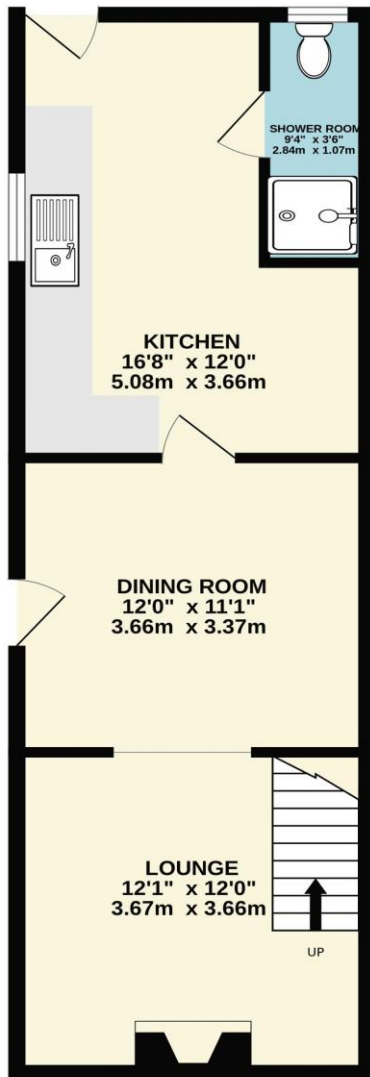 SHOWER ROOM
9'4" x 3'6"
2.84m x 1.07m
KITCHEN
16'8" x 12'0"
5.08m x 3.66m
DINING ROOM
12'0" x 11'1"
3.66m x 3.37m
LOUNGE
12'1" x 12'0"
3.67m x 3.66m
UP